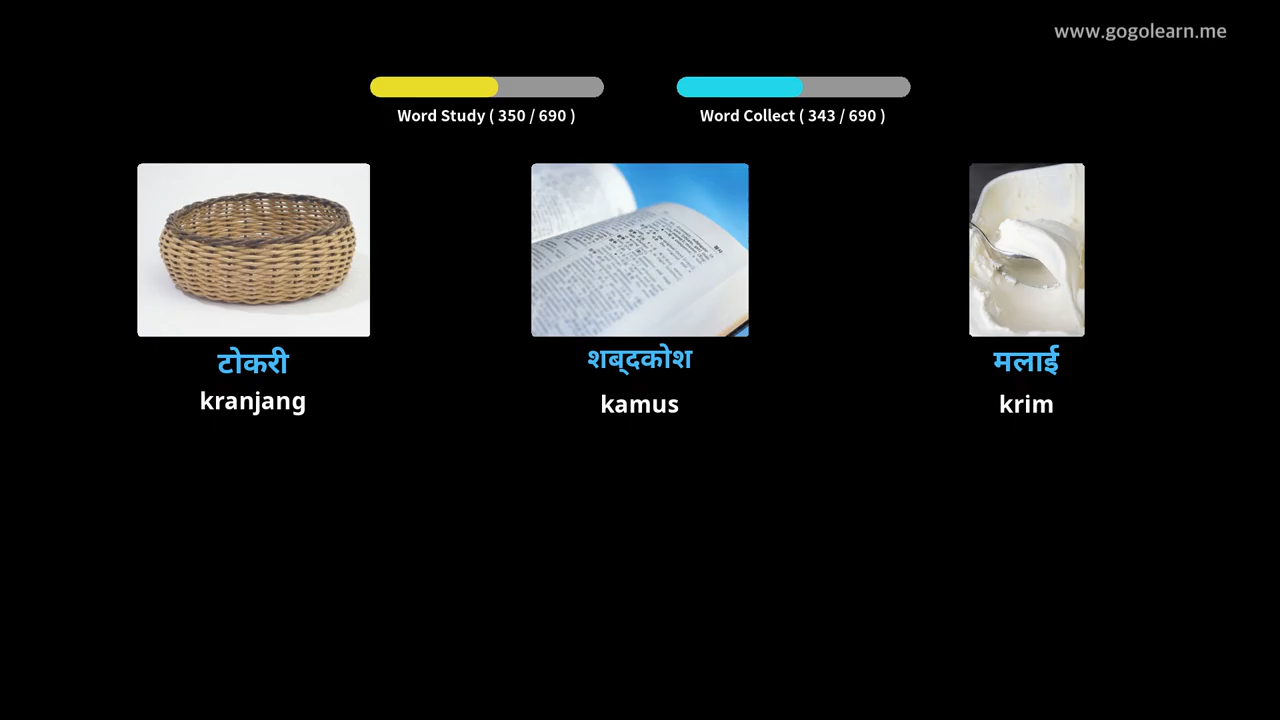 www.gogolearn.me
Word Study ( 350 / 690 )
Word Collect ( 343 / 690 )
टोकरी
शब्दकोश
मलाई
kranjang
kamus
krim